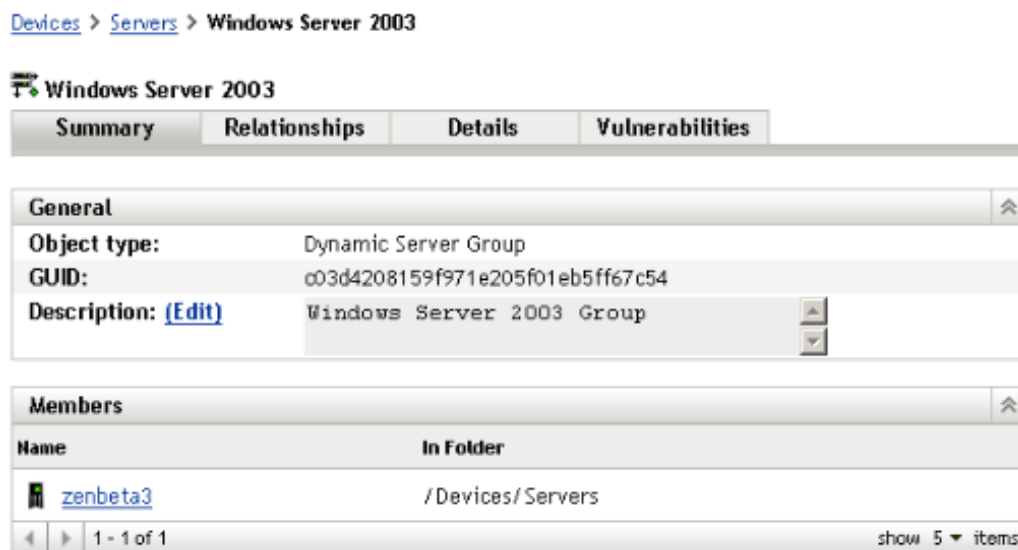 Devices > Servers > Windows Server 2003
Windows Server 2003
Summary Relationships Details Vulnerabilities
General
Object type: Dynamic Server Group
GUID: c03d4208159f971e205f01eb5ff67c54
Description: (Edit) Windows Server 2003 Group
Members
Name In Folder
zenbeta3 /Devices/Servers
1 - 1 of 1 show 5 items